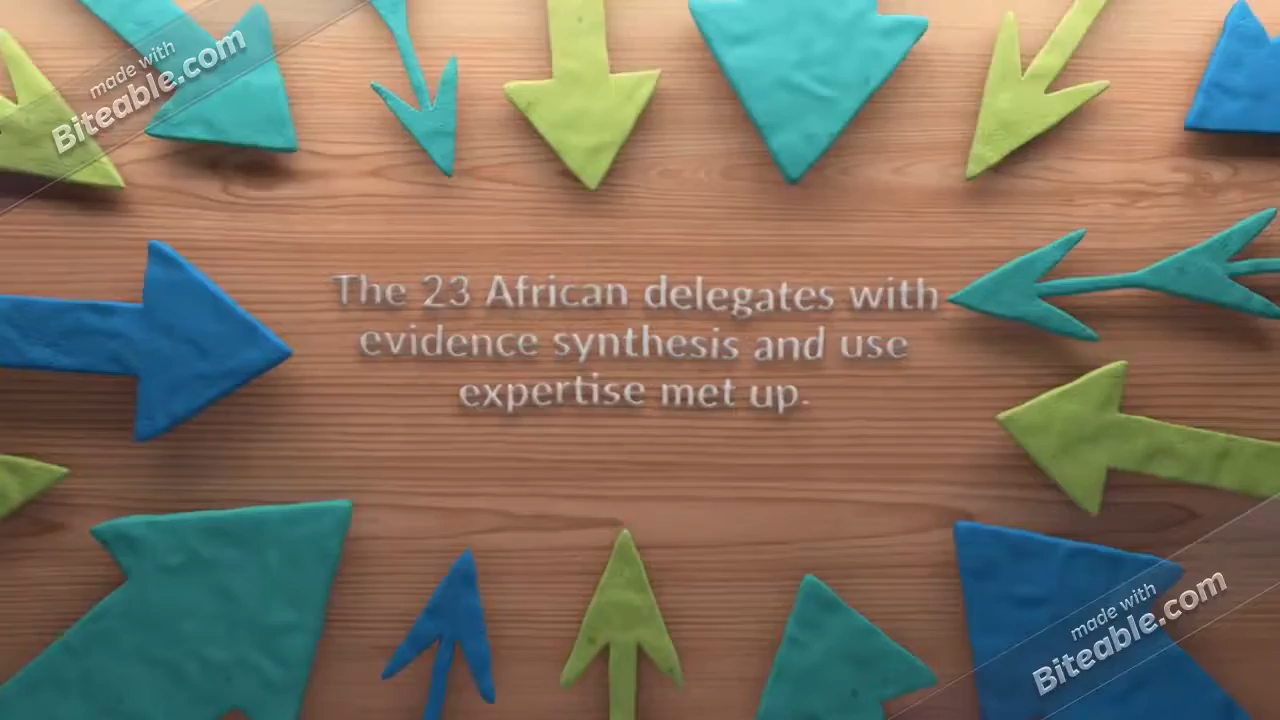 made with
Biteable.com
The 23 African delegates with
evidence synthesis and use
expertise met up.
made with
Biteable.com